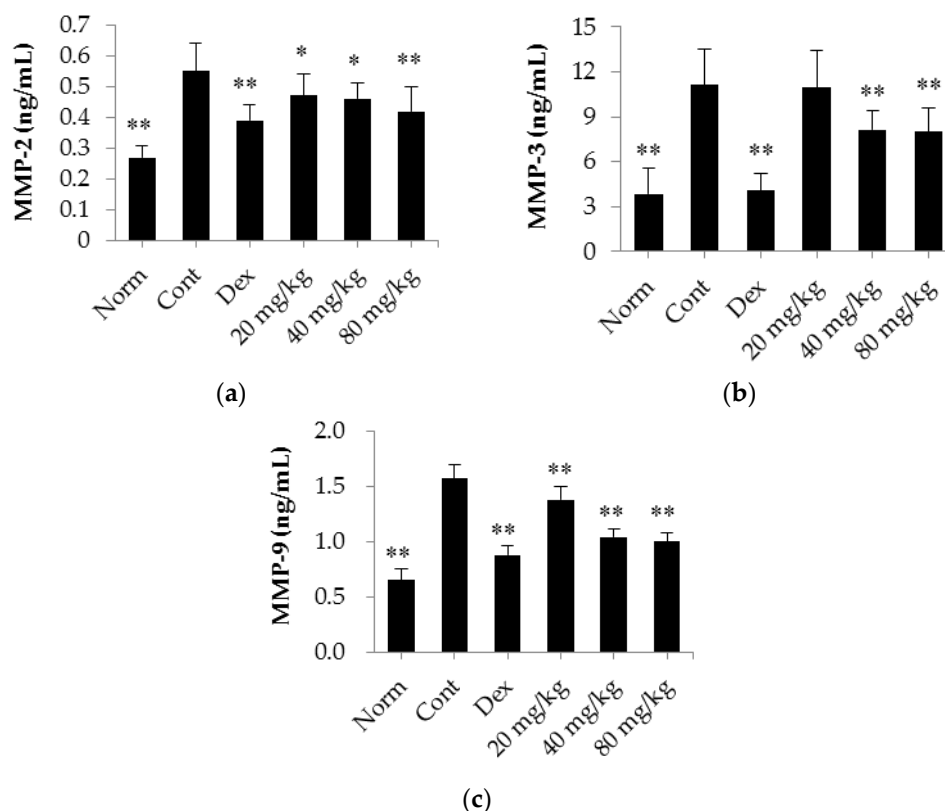 MMP-2 (ng/mL)
0.7
0.6
0.5
0.4
0.3
0.2
0.1
0
**
**
*
*
**
Norm
Cont
Dex
20 mg/kg
40 mg/kg
80 mg/kg
(a)
MMP-3 (ng/mL)
15
12
9
6
3
0
**
**
**
**
Norm
Cont
Dex
20 mg/kg
40 mg/kg
80 mg/kg
(b)
MMP-9 (ng/mL)
2.0
1.5
1.0
0.5
0.0
**
**
**
**
**
Norm
Cont
Dex
20 mg/kg
40 mg/kg
80 mg/kg
(c)